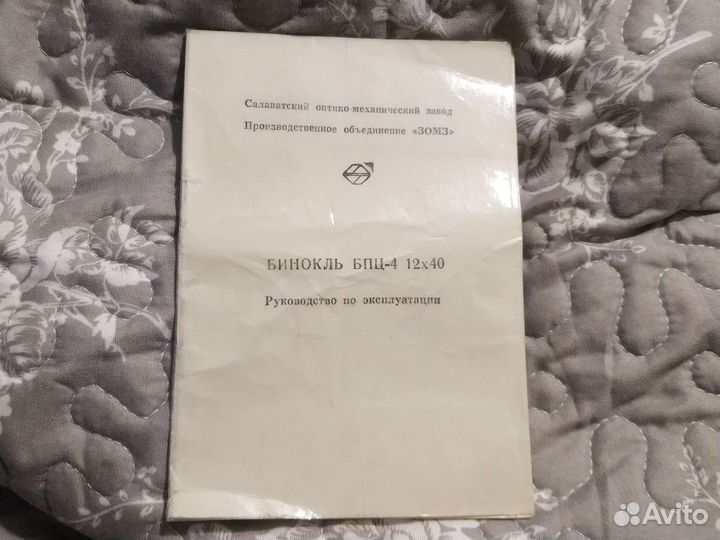 Салаватский оптико-механический завод
Производственное объединение «ЗОМЗ»
БИНОКЛЬ БПЦ-4 12х40
Руководство по эксплуатации
Avito